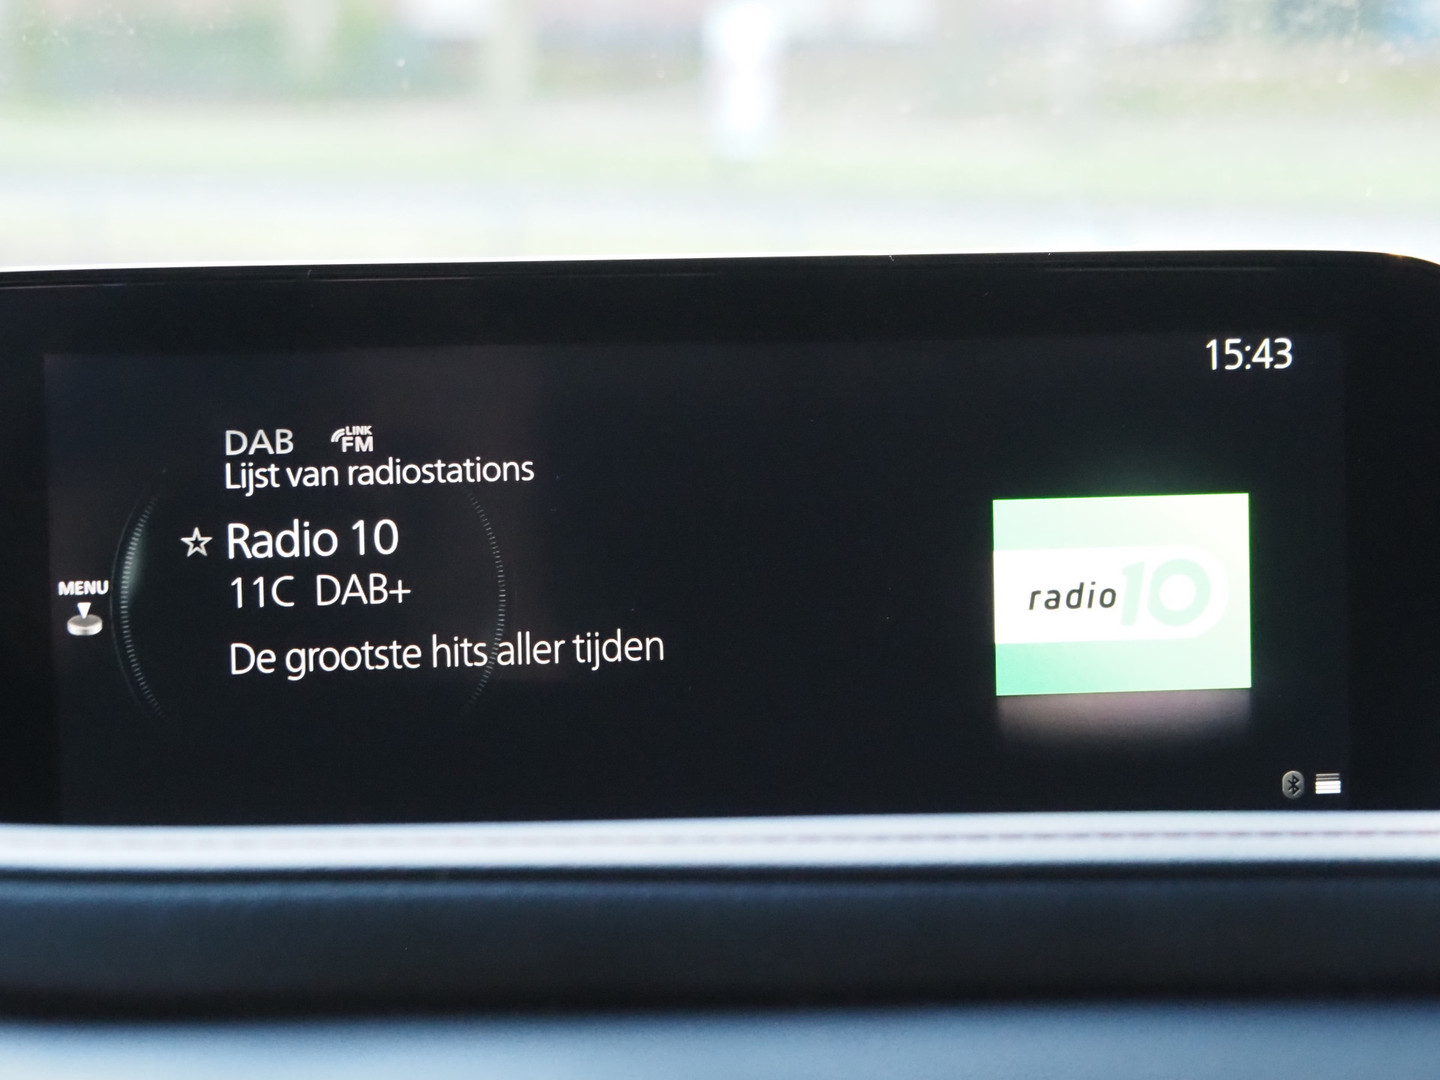 15:43
DAB LINK FM
Lijst van radiostations
Radio 10
11C DAB+
MENU
De grootste hits aller tijden
radio 10